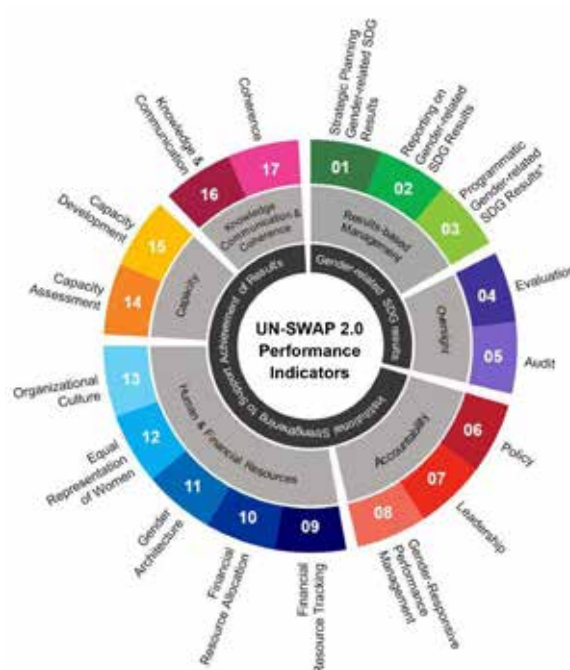 UN-SWAP 2.0
Performance
Indicators
Gender-related SDG results
Institutional Strengthening to Support Achievement of Results
Results-based
Management
Oversight
Accountability
Human & Financial Resources
Capacity
Knowledge
Communication &
Coherence
01
Strategic Planning
Gender-related SDG
Results
02
Reporting on
Gender-related
SDG Results
03
Programmatic
Gender-related
SDG Results*
04
Evaluation
05
Audit
06
Policy
07
Leadership
08
Gender-Responsive
Performance
Management
09
Financial
Resource Tracking
10
Financial
Resource Allocation
11
Gender
Architecture
12
Equal
Representation
of Women
13
Organizational
Culture
14
Capacity
Assessment
15
Capacity
Development
16
Knowledge &
Communication
17
Coherence